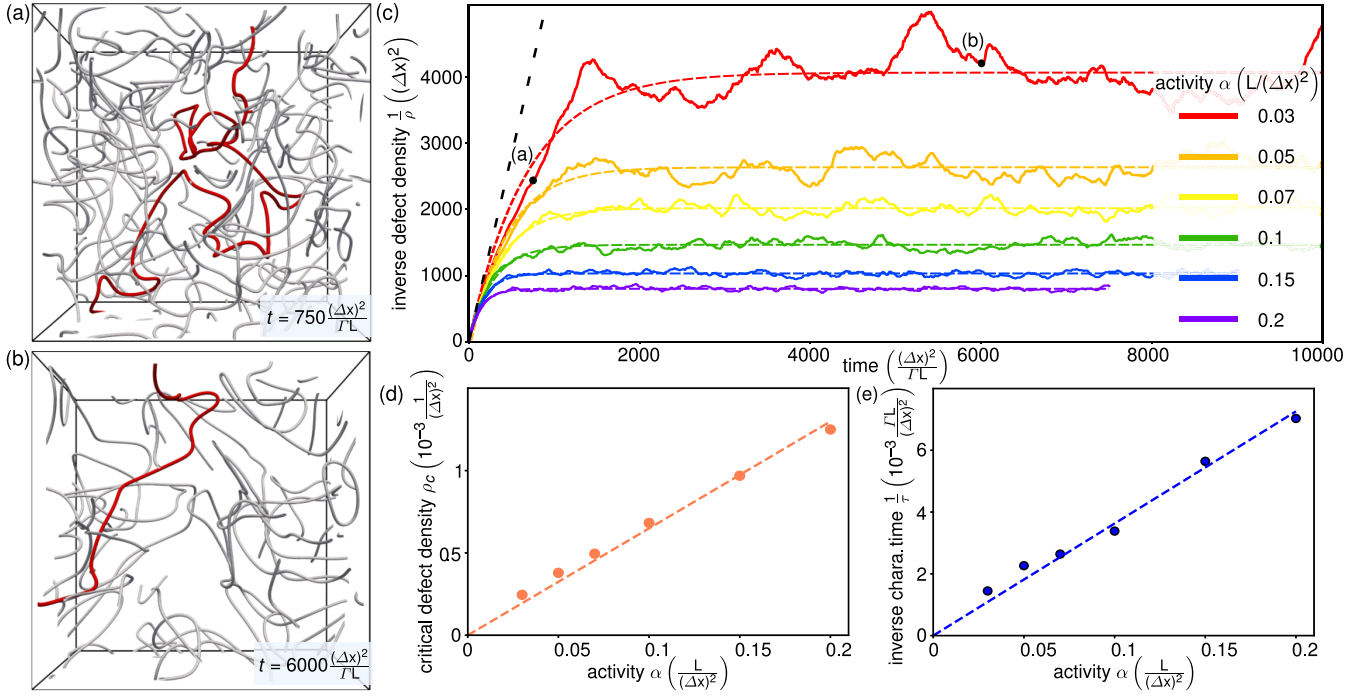 (a)
t = 750 (Δx)²/ΓL
(b)
t = 6000 (Δx)²/ΓL
(c)
inverse defect density 1/ρ ((Δx)²)
0
1000
2000
3000
4000
(a)
(b)
activity α (L/(Δx)²)
0.03
0.05
0.07
0.1
0.15
0.2
0
2000
4000
6000
8000
10000
time ((Δx)²/ΓL)
(d)
critical defect density ρc (10⁻³ 1/(Δx)²)
0
0.5
1
0
0.05
0.1
0.15
0.2
activity α (L/(Δx)²)
(e)
inverse chara. time 1/τ (10⁻³ ΓL/(Δx)²)
0
2
4
6
0
0.05
0.1
0.15
0.2
activity α (L/(Δx)²)